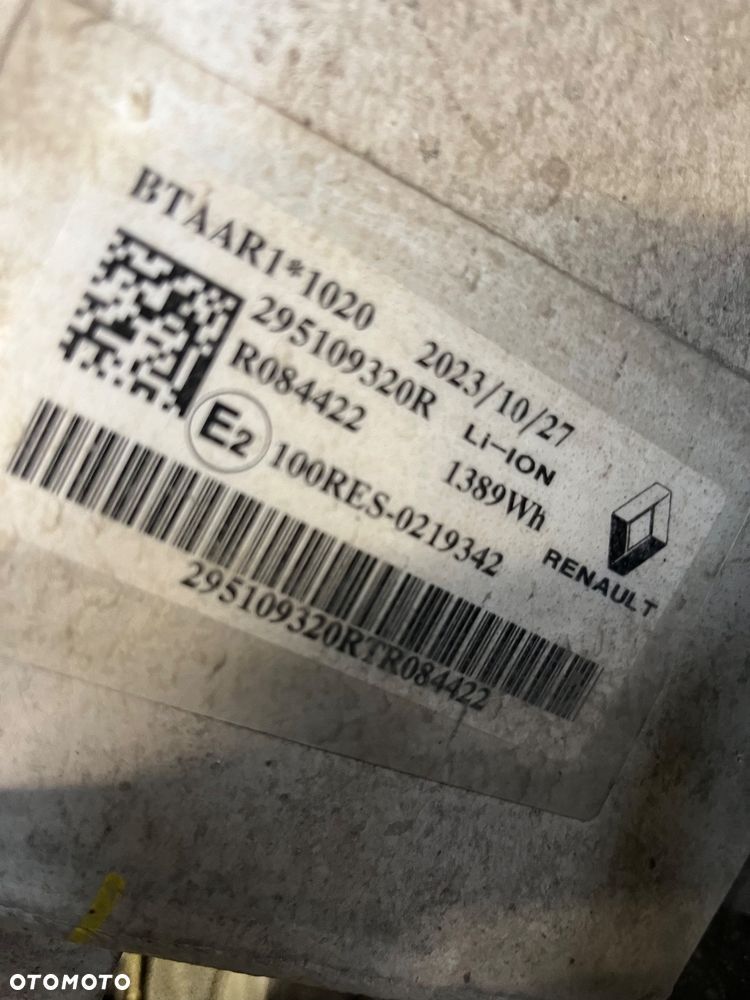 BTAAR1*1020 2023/10/27
295109320R Li-ION
R084422 1389Wh
E2 100RES-0219342
RENAULT
295109320RTR084422
OTOMOTO